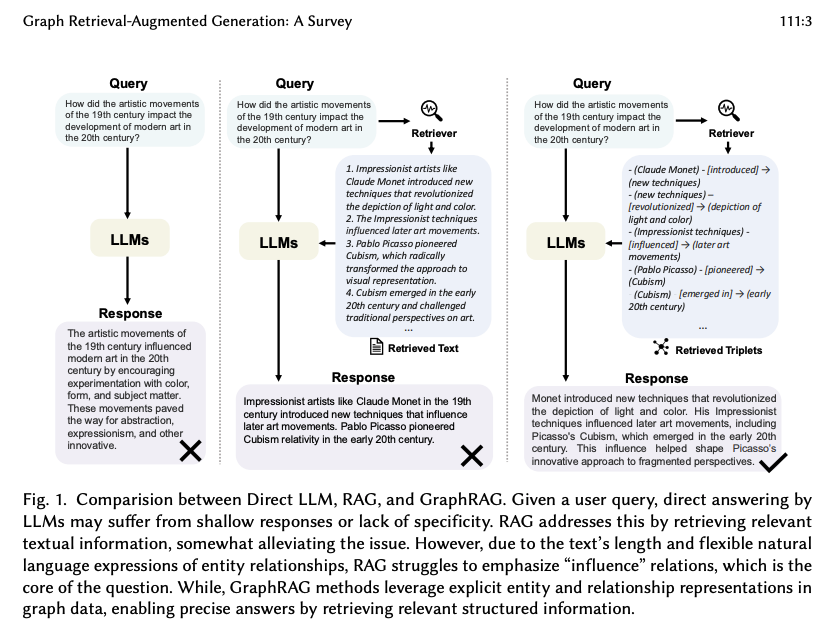 Graph Retrieval-Augmented Generation: A Survey
111:3
Query
How did the artistic movements
of the 19th century impact the
development of modern art in
the 20th century?
LLMs
Response
The artistic movements of
the 19th century influenced
modern art in the 20th
century by encouraging
experimentation with color,
form, and subject matter.
These movements paved
the way for abstraction,
expressionism, and other
innovative.
Query
How did the artistic movements
of the 19th century impact the
development of modern art in
the 20th century?
Retriever
1. Impressionist artists like
Claude Monet introduced new
techniques that revolutionized
the depiction of light and color.
2. The Impressionist techniques
influenced later art movements.
3. Pablo Picasso pioneered
Cubism, which radically
transformed the approach to
visual representation.
4. Cubism emerged in the early
20th century and challenged
traditional perspectives on art.
...
Retrieved Text
LLMs
Response
Impressionist artists like Claude Monet in the 19th
century introduced new techniques that influence
later art movements. Pablo Picasso pioneered
Cubism relativity in the early 20th century.
Query
How did the artistic movements
of the 19th century impact the
development of modern art in
the 20th century?
Retriever
- (Claude Monet) - [introduced] →
(new techniques)
- (new techniques) –
[revolutionized] → (depiction of
light and color)
- (Impressionist techniques) -
[influenced] → (later art
movements)
- (Pablo Picasso) - [pioneered] →
(Cubism)
(Cubism) [emerged in] → (early
20th century)
...
Retrieved Triplets
LLMs
Response
Monet introduced new techniques that revolutionized
the depiction of light and color. His Impressionist
techniques influenced later art movements, including
Picasso's Cubism, which emerged in the early 20th
century. This influence helped shape Picasso's
innovative approach to fragmented perspectives.
Fig. 1. Comparision between Direct LLM, RAG, and GraphRAG. Given a user query, direct answering by
LLMs may suffer from shallow responses or lack of specificity. RAG addresses this by retrieving relevant
textual information, somewhat alleviating the issue. However, due to the text's length and flexible natural
language expressions of entity relationships, RAG struggles to emphasize “influence” relations, which is the
core of the question. While, GraphRAG methods leverage explicit entity and relationship representations in
graph data, enabling precise answers by retrieving relevant structured information.